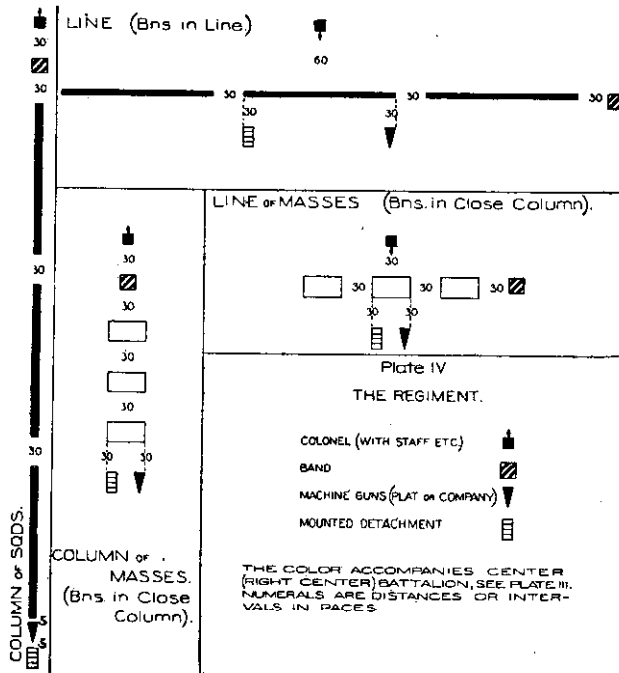 LINE (Bns in Line)
30
30
60
30 30 30
30 30
LINE OF MASSES (Bns. in Close Column).
30
30 30 30
30 30
30
30
30
30
30
30 30
30
30
COLUMN OF SQDS.
5
5
COLUMN OF
MASSES.
(Bns. in Close
Column).
Plate IV
THE REGIMENT.
COLONEL (WITH STAFF ETC.)
BAND
MACHINE GUNS (PLAT OR COMPANY)
MOUNTED DETACHMENT
THE COLOR ACCOMPANIES CENTER
(RIGHT CENTER) BATTALION, SEE PLATE III.
NUMERALS ARE DISTANCES OR INTER-
VALS IN PACES